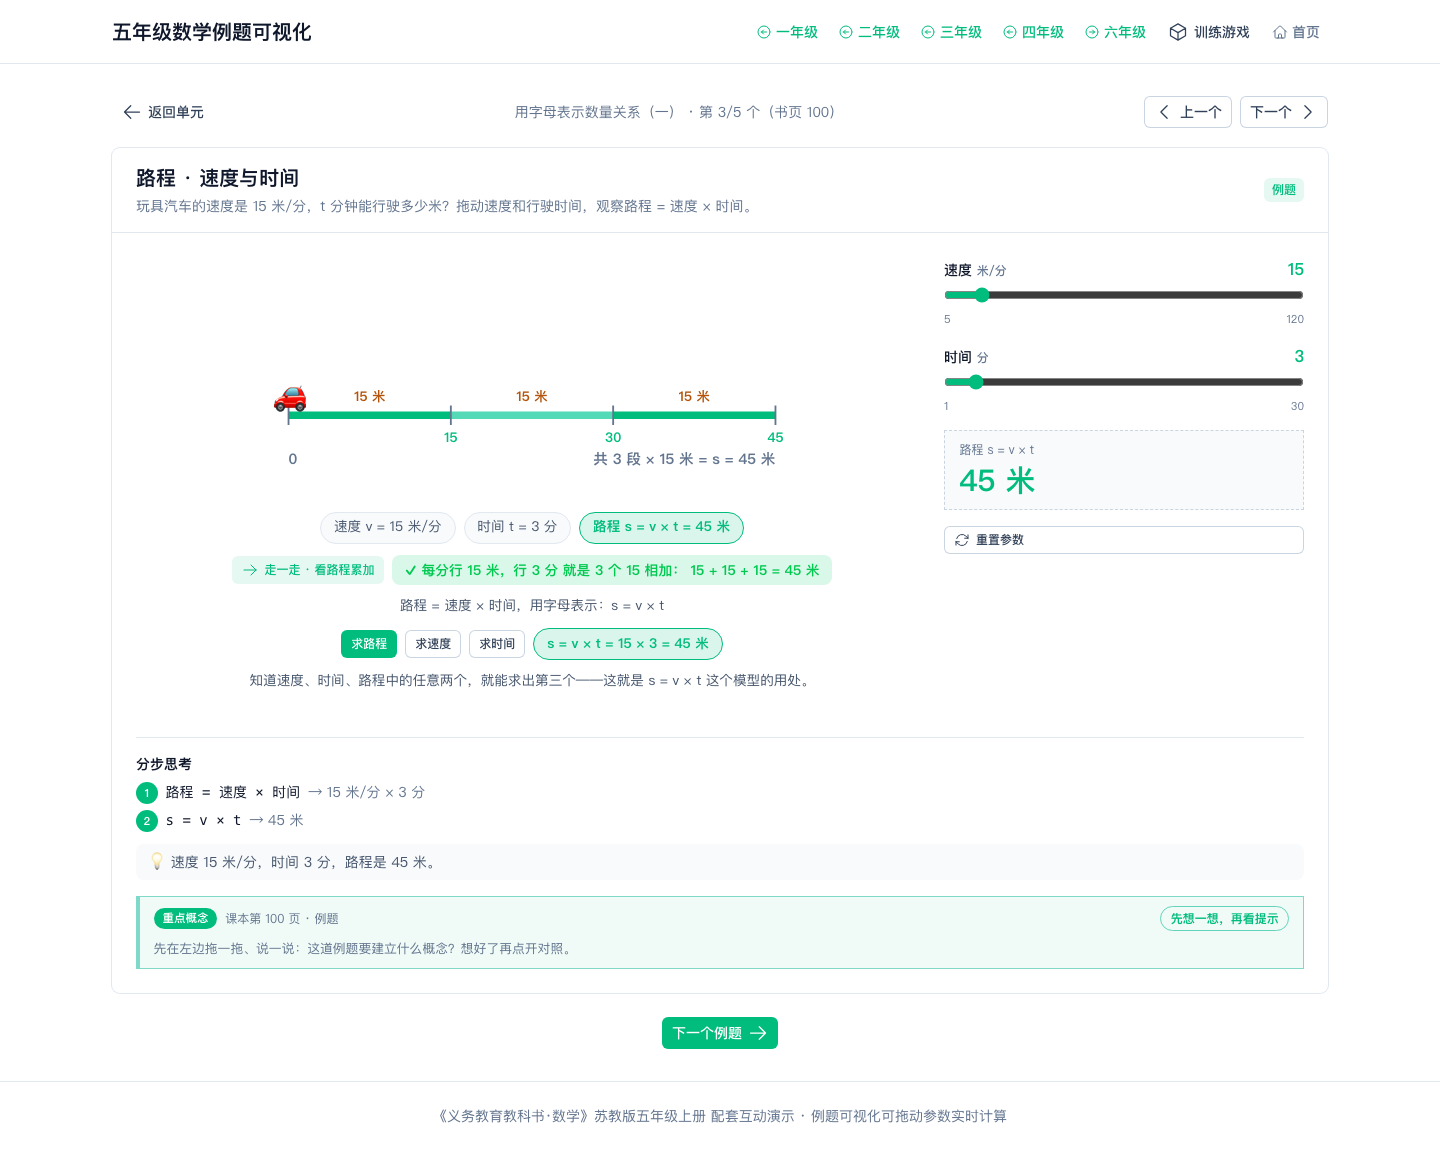 五年级数学例题可视化
一年级 二年级 三年级 四年级 六年级 训练游戏 首页
返回单元
用字母表示数量关系（一） · 第 3/5 个（书页 100）
上一个 下一个
路程 · 速度与时间
玩具汽车的速度是 15 米/分，t 分钟能行驶多少米？拖动速度和行驶时间，观察路程 = 速度 × 时间。
例题
速度 米/分 15
5 120
时间 分 3
1 30
路程 s = v × t
45 米
重置参数
15 米 15 米 15 米
15 30 45
0 共 3 段 × 15 米 = s = 45 米
速度 v = 15 米/分 时间 t = 3 分 路程 s = v × t = 45 米
走一走 · 看路程累加 ✓ 每分行 15 米，行 3 分 就是 3 个 15 相加： 15 + 15 + 15 = 45 米
路程 = 速度 × 时间，用字母表示：s = v × t
求路程 求速度 求时间 s = v × t = 15 × 3 = 45 米
知道速度、时间、路程中的任意两个，就能求出第三个——这就是 s = v × t 这个模型的用处。
分步思考
1 路程 = 速度 × 时间 → 15 米/分 × 3 分
2 s = v × t → 45 米
💡 速度 15 米/分，时间 3 分，路程是 45 米。
重点概念 课本第 100 页 · 例题
先想一想，再看提示
先在左边拖一拖、说一说：这道例题要建立什么概念？想好了再点开对照。
下一个例题
《义务教育教科书·数学》苏教版五年级上册 配套互动演示 · 例题可视化可拖动参数实时计算